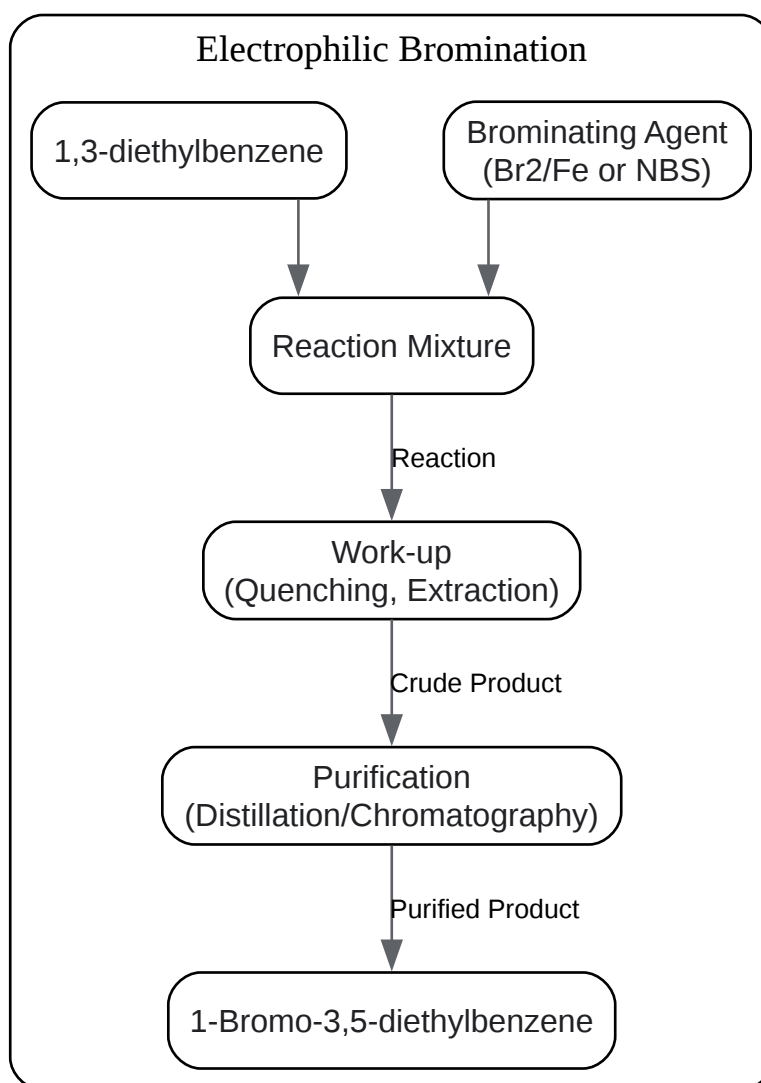 Electrophilic Bromination
1,3-diethylbenzene
Brominating Agent
(Br2/Fe or NBS)
Reaction Mixture
Reaction
Work-up
(Quenching, Extraction)
Crude Product
Purification
(Distillation/Chromatography)
Purified Product
1-Bromo-3,5-diethylbenzene